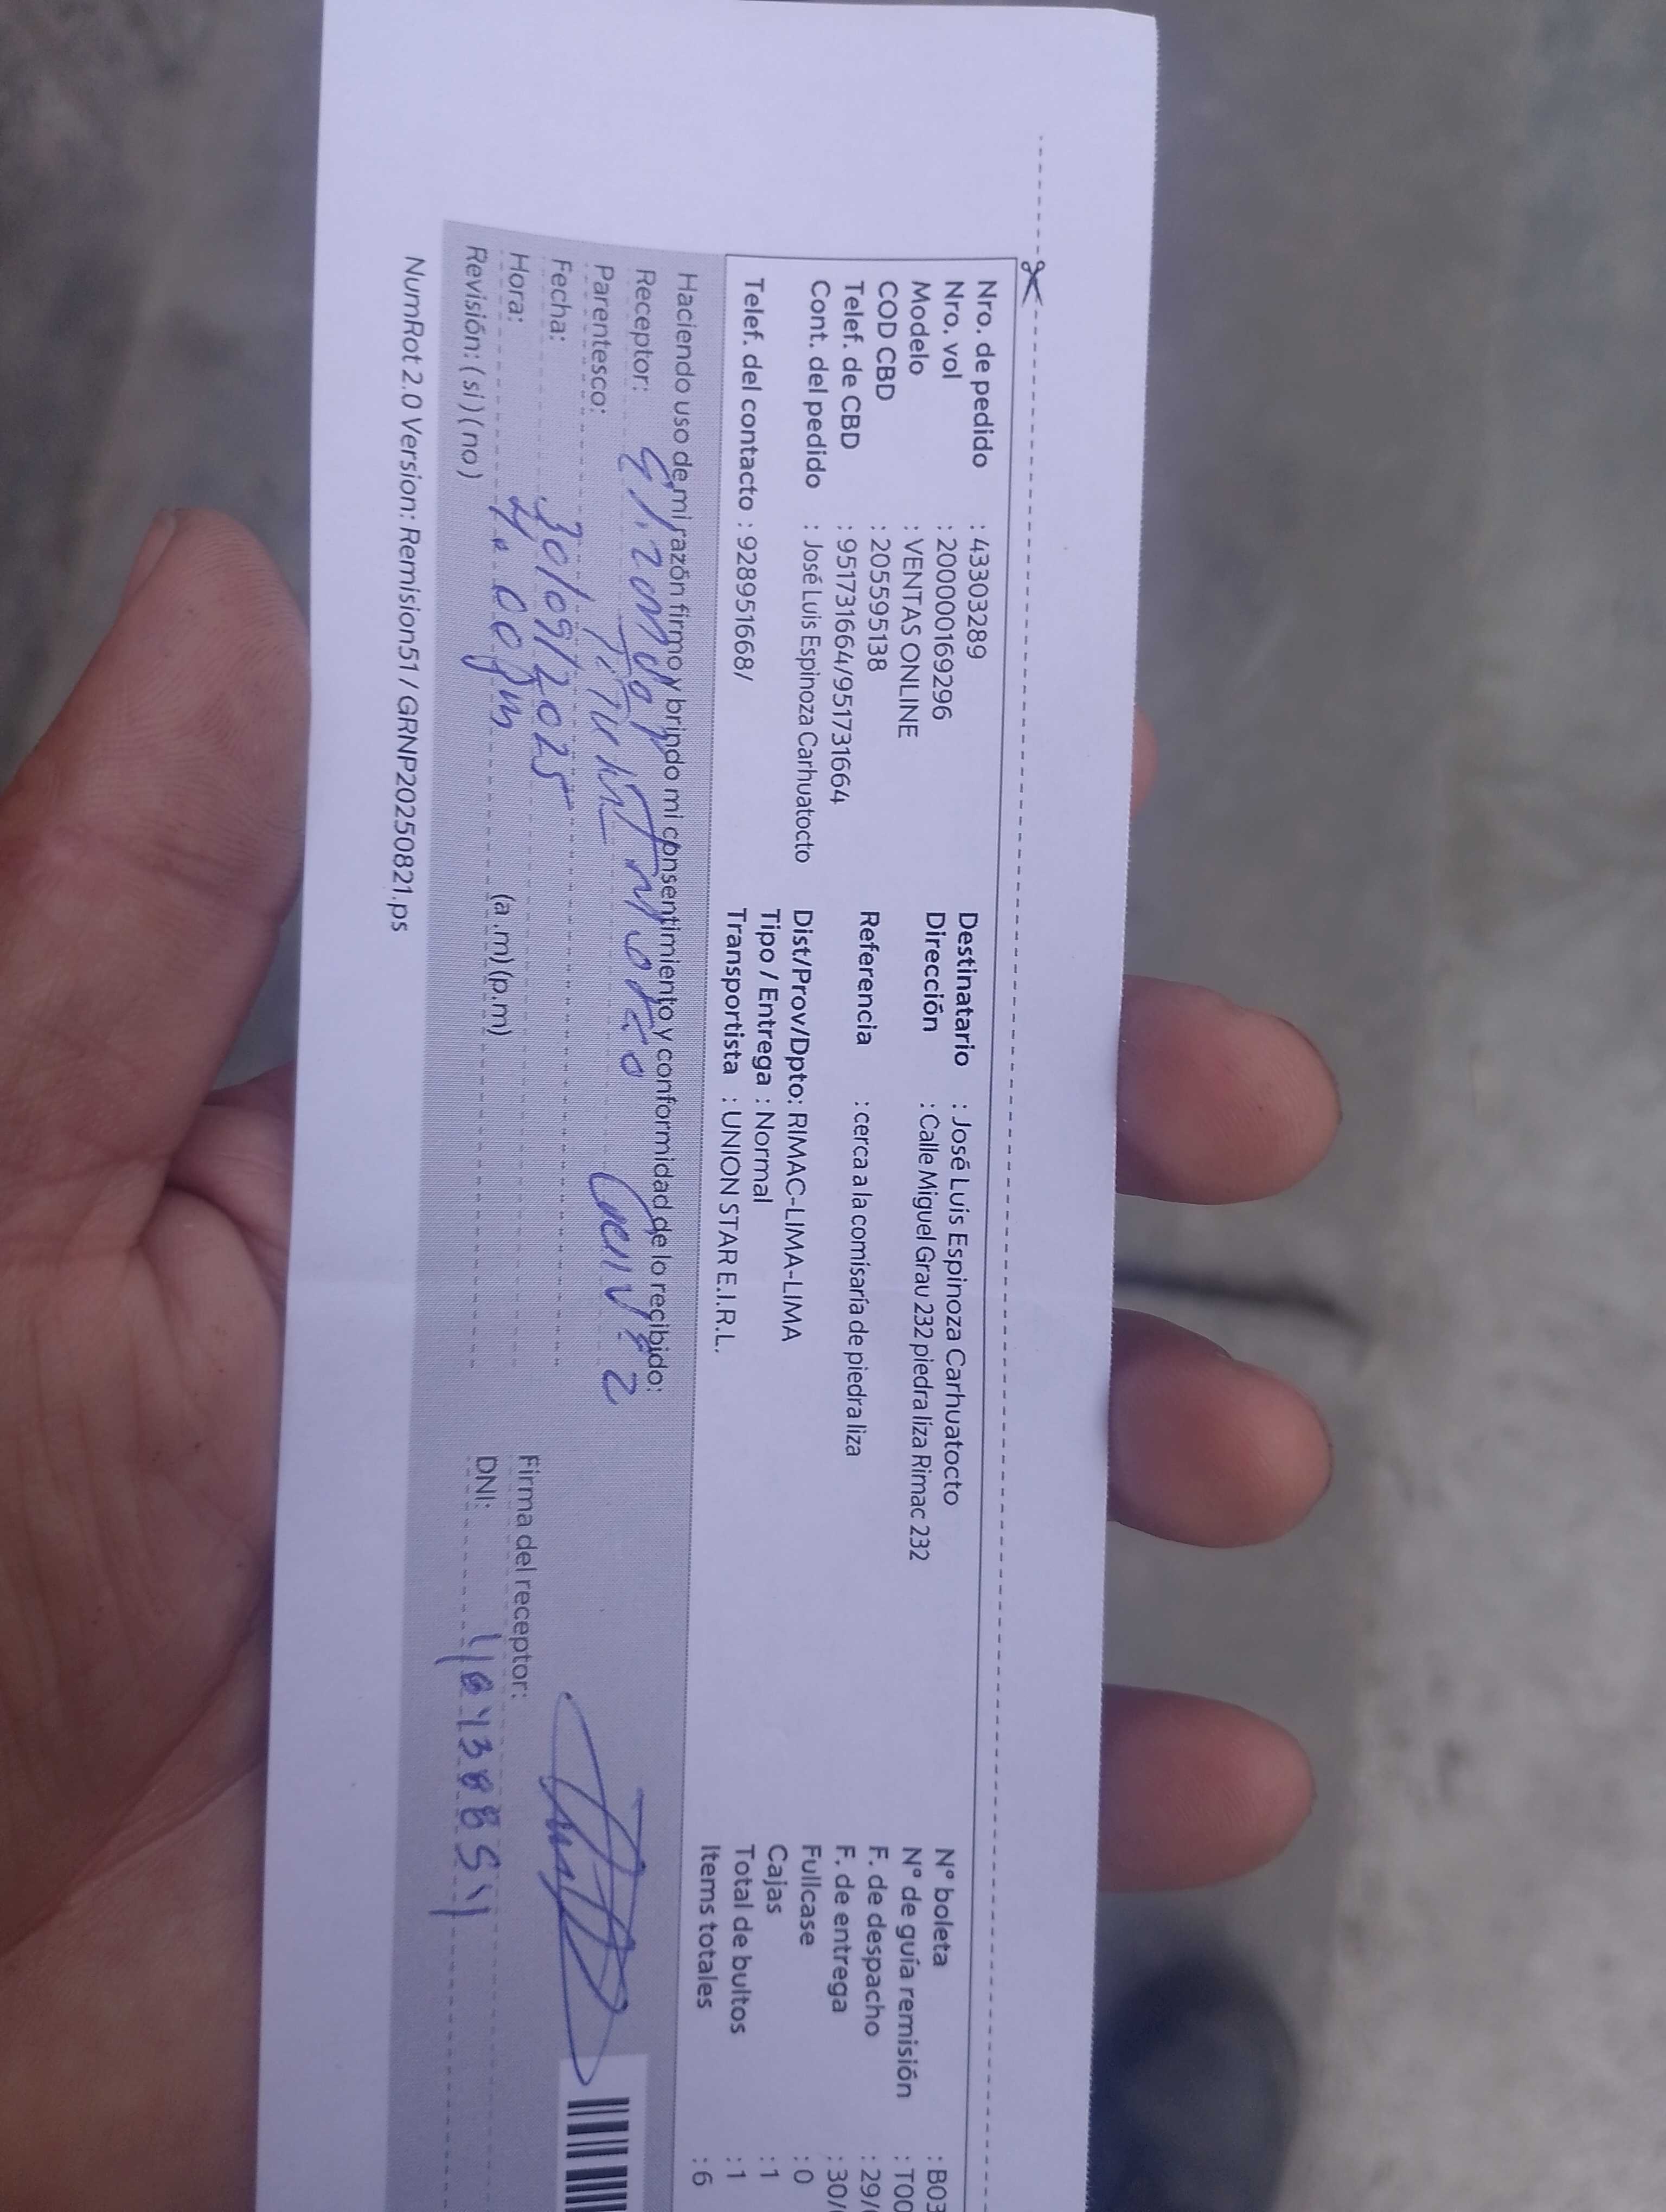 Nro. de pedido : 43303289
Nro. vol : 200000169296
Modelo : VENTAS ONLINE
COD CBD : 205595138
Telef. de CBD : 951731664/951731664
Cont. del pedido : José Luis Espinoza Carhuatocto
Telef. del contacto : 928951668/
Destinatario : José Luis Espinoza Carhuatocto
Dirección : Calle Miguel Grau 232 piedra liza Rimac 232
Referencia : cerca a la comisaría de piedra liza
Dist/Prov/Dpto: RIMAC-LIMA-LIMA
Tipo / Entrega : Normal
Transportista : UNION STAR E.I.R.L.
N° boleta : B03
N° de guía remisión : T00
F. de despacho : 29/
F. de entrega : 30/
Fullcase : 0
Cajas : 1
Total de bultos : 1
Items totales : 6
Haciendo uso de mi razón firmo y brindo mi consentimiento y conformidad de lo recibido:
Receptor:
Parentesco:
Fecha: 30/09/2025
Hora: 4:00 pm (a.m) (p.m)
Revisión: ( si ) ( no )
Firma del receptor:
DNI:
NumRot 2.0 Version: Remision51 / GRNP20250821.ps